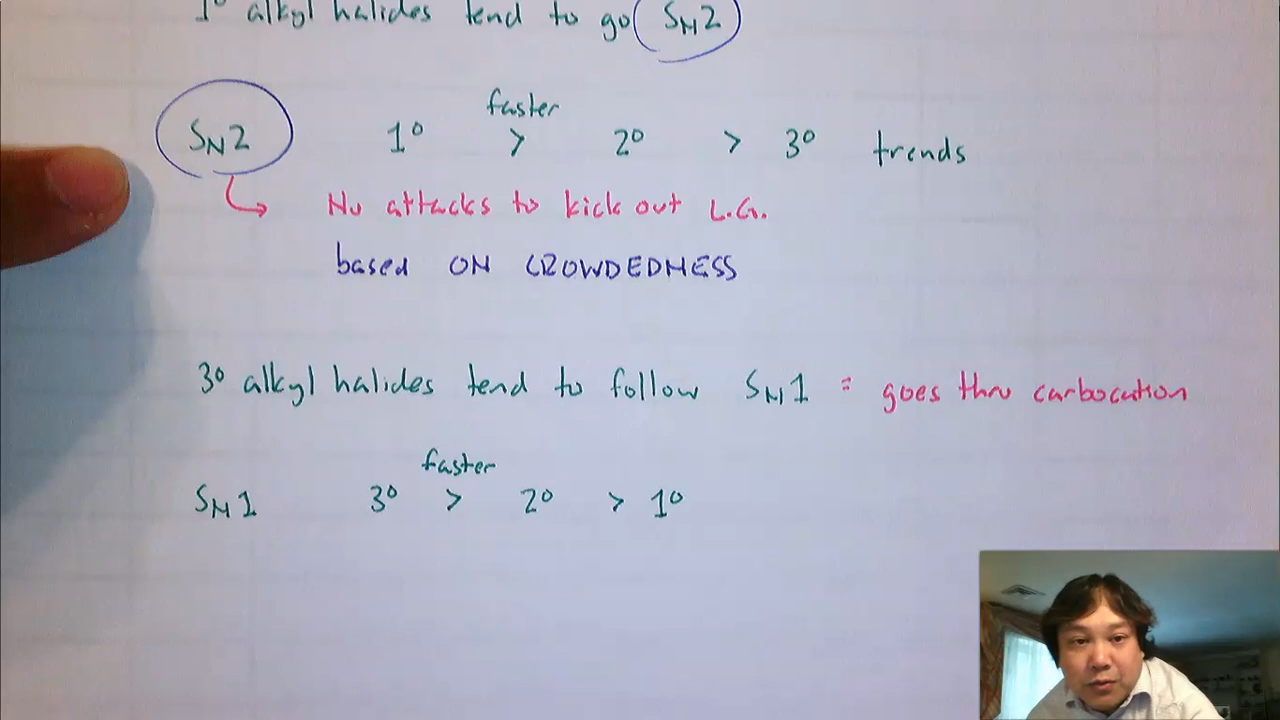 1° alkyl halides tend to go SN2
faster
SN2 1° > 2° > 3° trends
Nu attacks to kick out L.G.
based ON CROWDEDNESS
3° alkyl halides tend to follow SN1 = goes thru carbocation
faster
SN1 3° > 2° > 1°